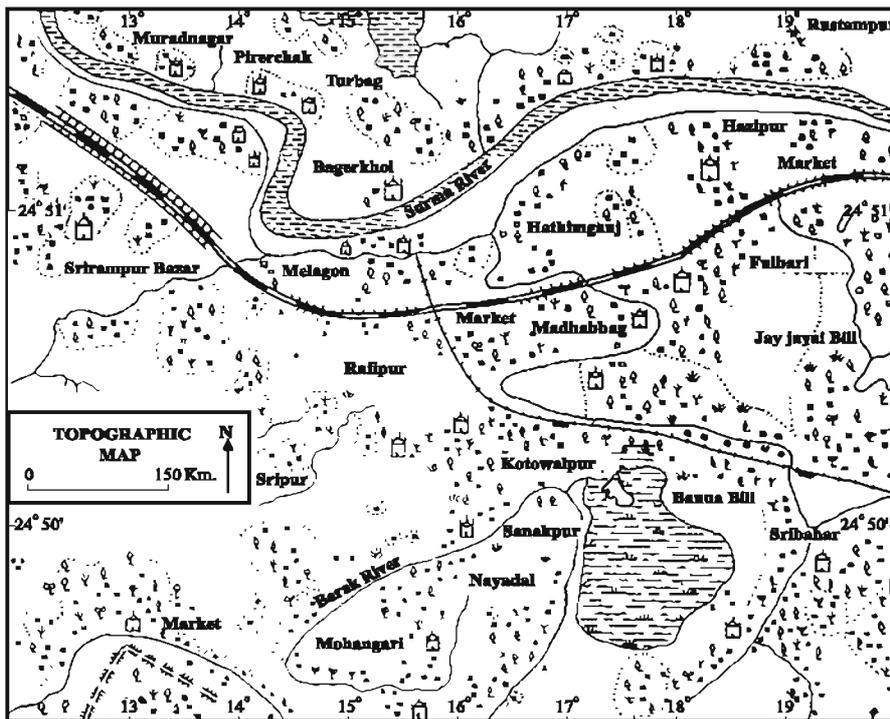 13 14° 15° 16° 17° 18 19
Rustampur
Muradnagar
Pirerchak
Turbag
Hazipur
Market
Bagerkhol
Surma River
24° 51'
24° 51'
Hathimganj
Srirampur Bazar
Melagon
Fulbari
Market
Madhabbag
Jay jayai Bill
Rafipur
TOPOGRAPHIC N
MAP
0 150 Km.
Kotowalpur
Sripur
Banua Bill
24° 50'
24° 50'
Sanakpur
Sribahar
Barak River
Nayadal
Market
Mohangari
13° 14° 15° 16° 17° 18° 19°